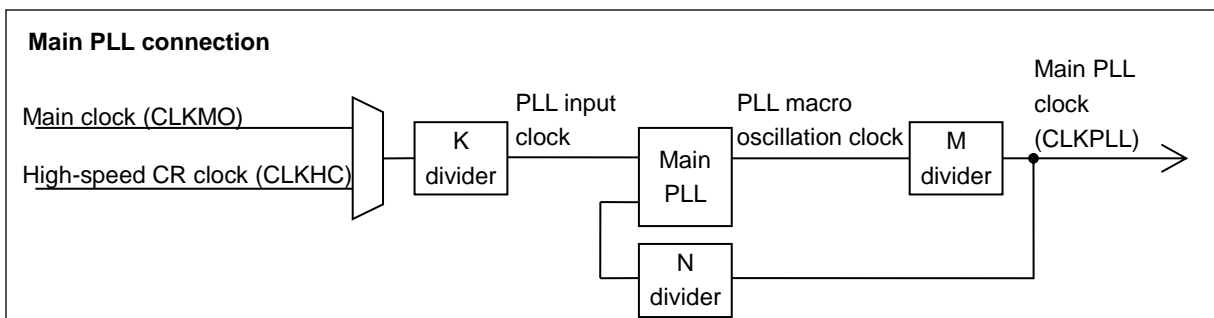 Main PLL connection
Main clock (CLKMO)
High-speed CR clock (CLKHC)
K
divider
PLL input
clock
Main
PLL
PLL macro
oscillation clock
M
divider
Main PLL
clock
(CLKPLL)
N
divider